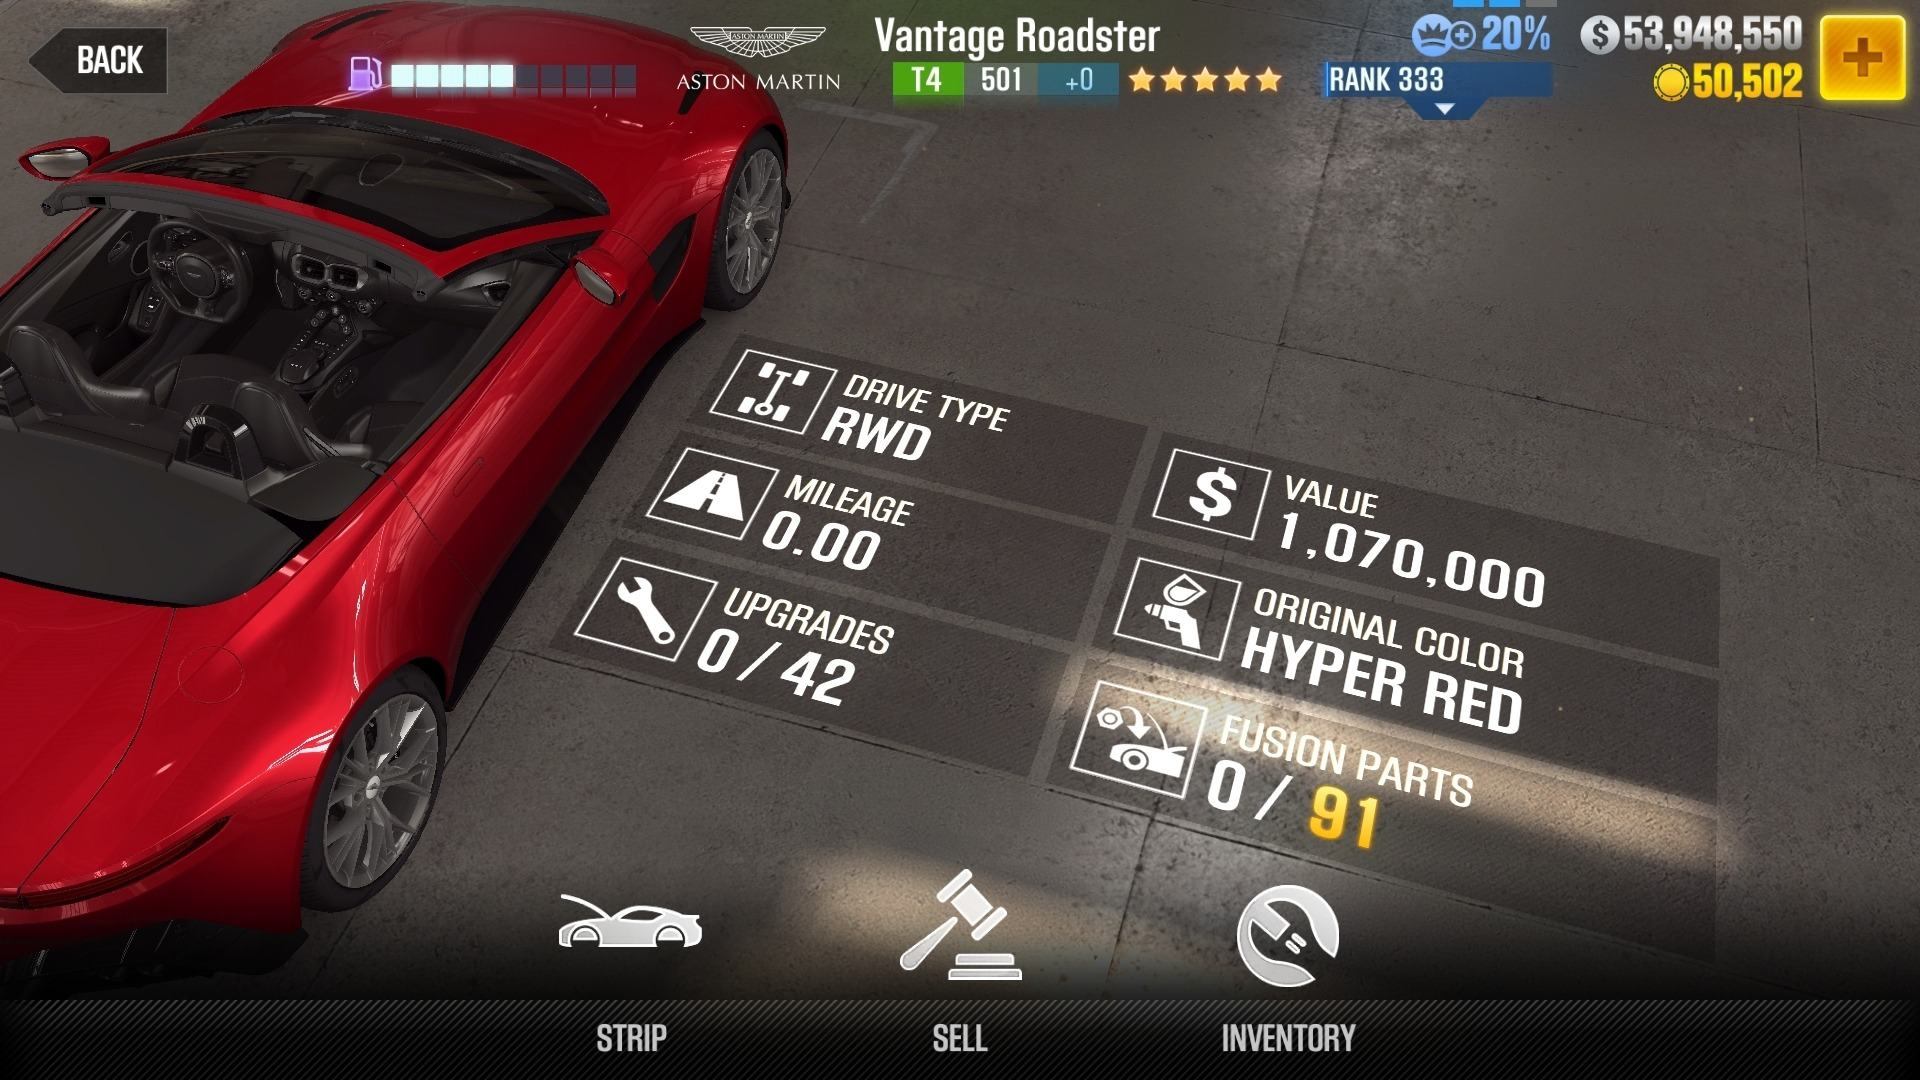 BACK
ASTON MARTIN
ASTON MARTIN
Vantage Roadster
T4 501 +0
20%
RANK 333
53,948,550
50,502
DRIVE TYPE
RWD
MILEAGE
0.00
UPGRADES
0 / 42
VALUE
1,070,000
ORIGINAL COLOR
HYPER RED
FUSION PARTS
0 / 91
STRIP
SELL
INVENTORY